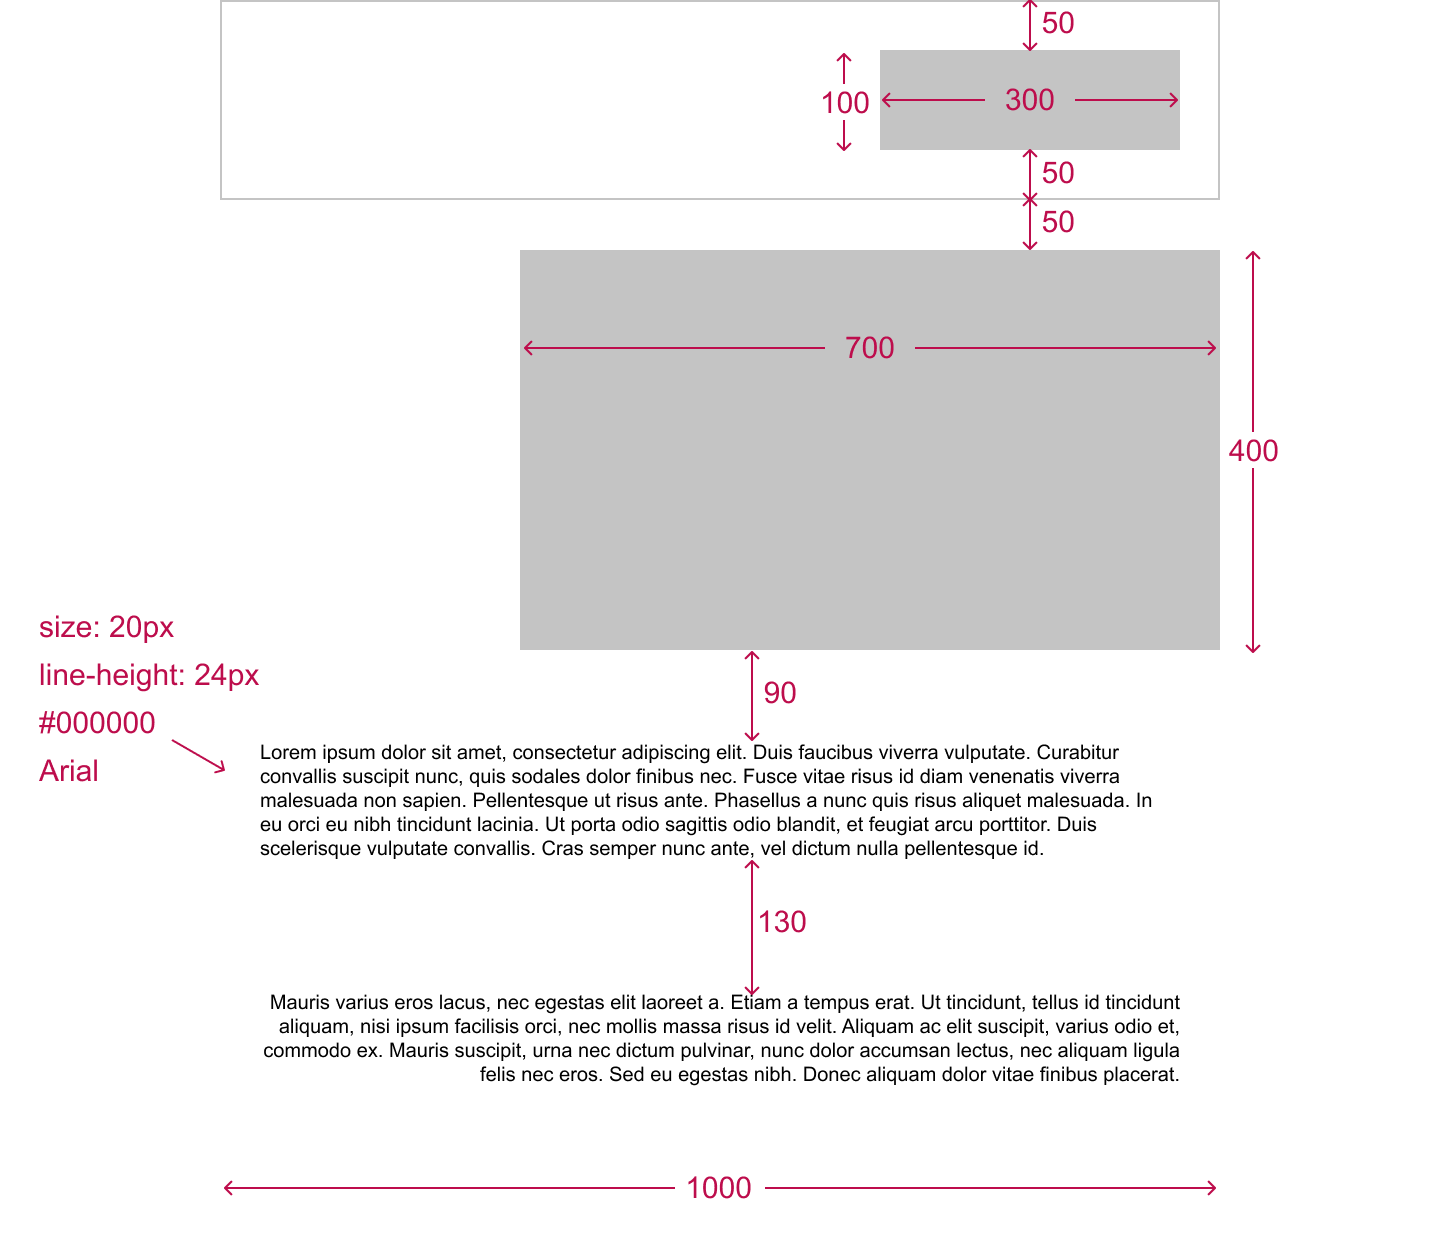 50
100
300
50
50
700
400
size: 20px
line-height: 24px
#000000
Arial
90
Lorem ipsum dolor sit amet, consectetur adipiscing elit. Duis faucibus viverra vulputate. Curabitur
convallis suscipit nunc, quis sodales dolor finibus nec. Fusce vitae risus id diam venenatis viverra
malesuada non sapien. Pellentesque ut risus ante. Phasellus a nunc quis risus aliquet malesuada. In
eu orci eu nibh tincidunt lacinia. Ut porta odio sagittis odio blandit, et feugiat arcu porttitor. Duis
scelerisque vulputate convallis. Cras semper nunc ante, vel dictum nulla pellentesque id.
130
Mauris varius eros lacus, nec egestas elit laoreet a. Etiam a tempus erat. Ut tincidunt, tellus id tincidunt
aliquam, nisi ipsum facilisis orci, nec mollis massa risus id velit. Aliquam ac elit suscipit, varius odio et,
commodo ex. Mauris suscipit, urna nec dictum pulvinar, nunc dolor accumsan lectus, nec aliquam ligula
felis nec eros. Sed eu egestas nibh. Donec aliquam dolor vitae finibus placerat.
1000